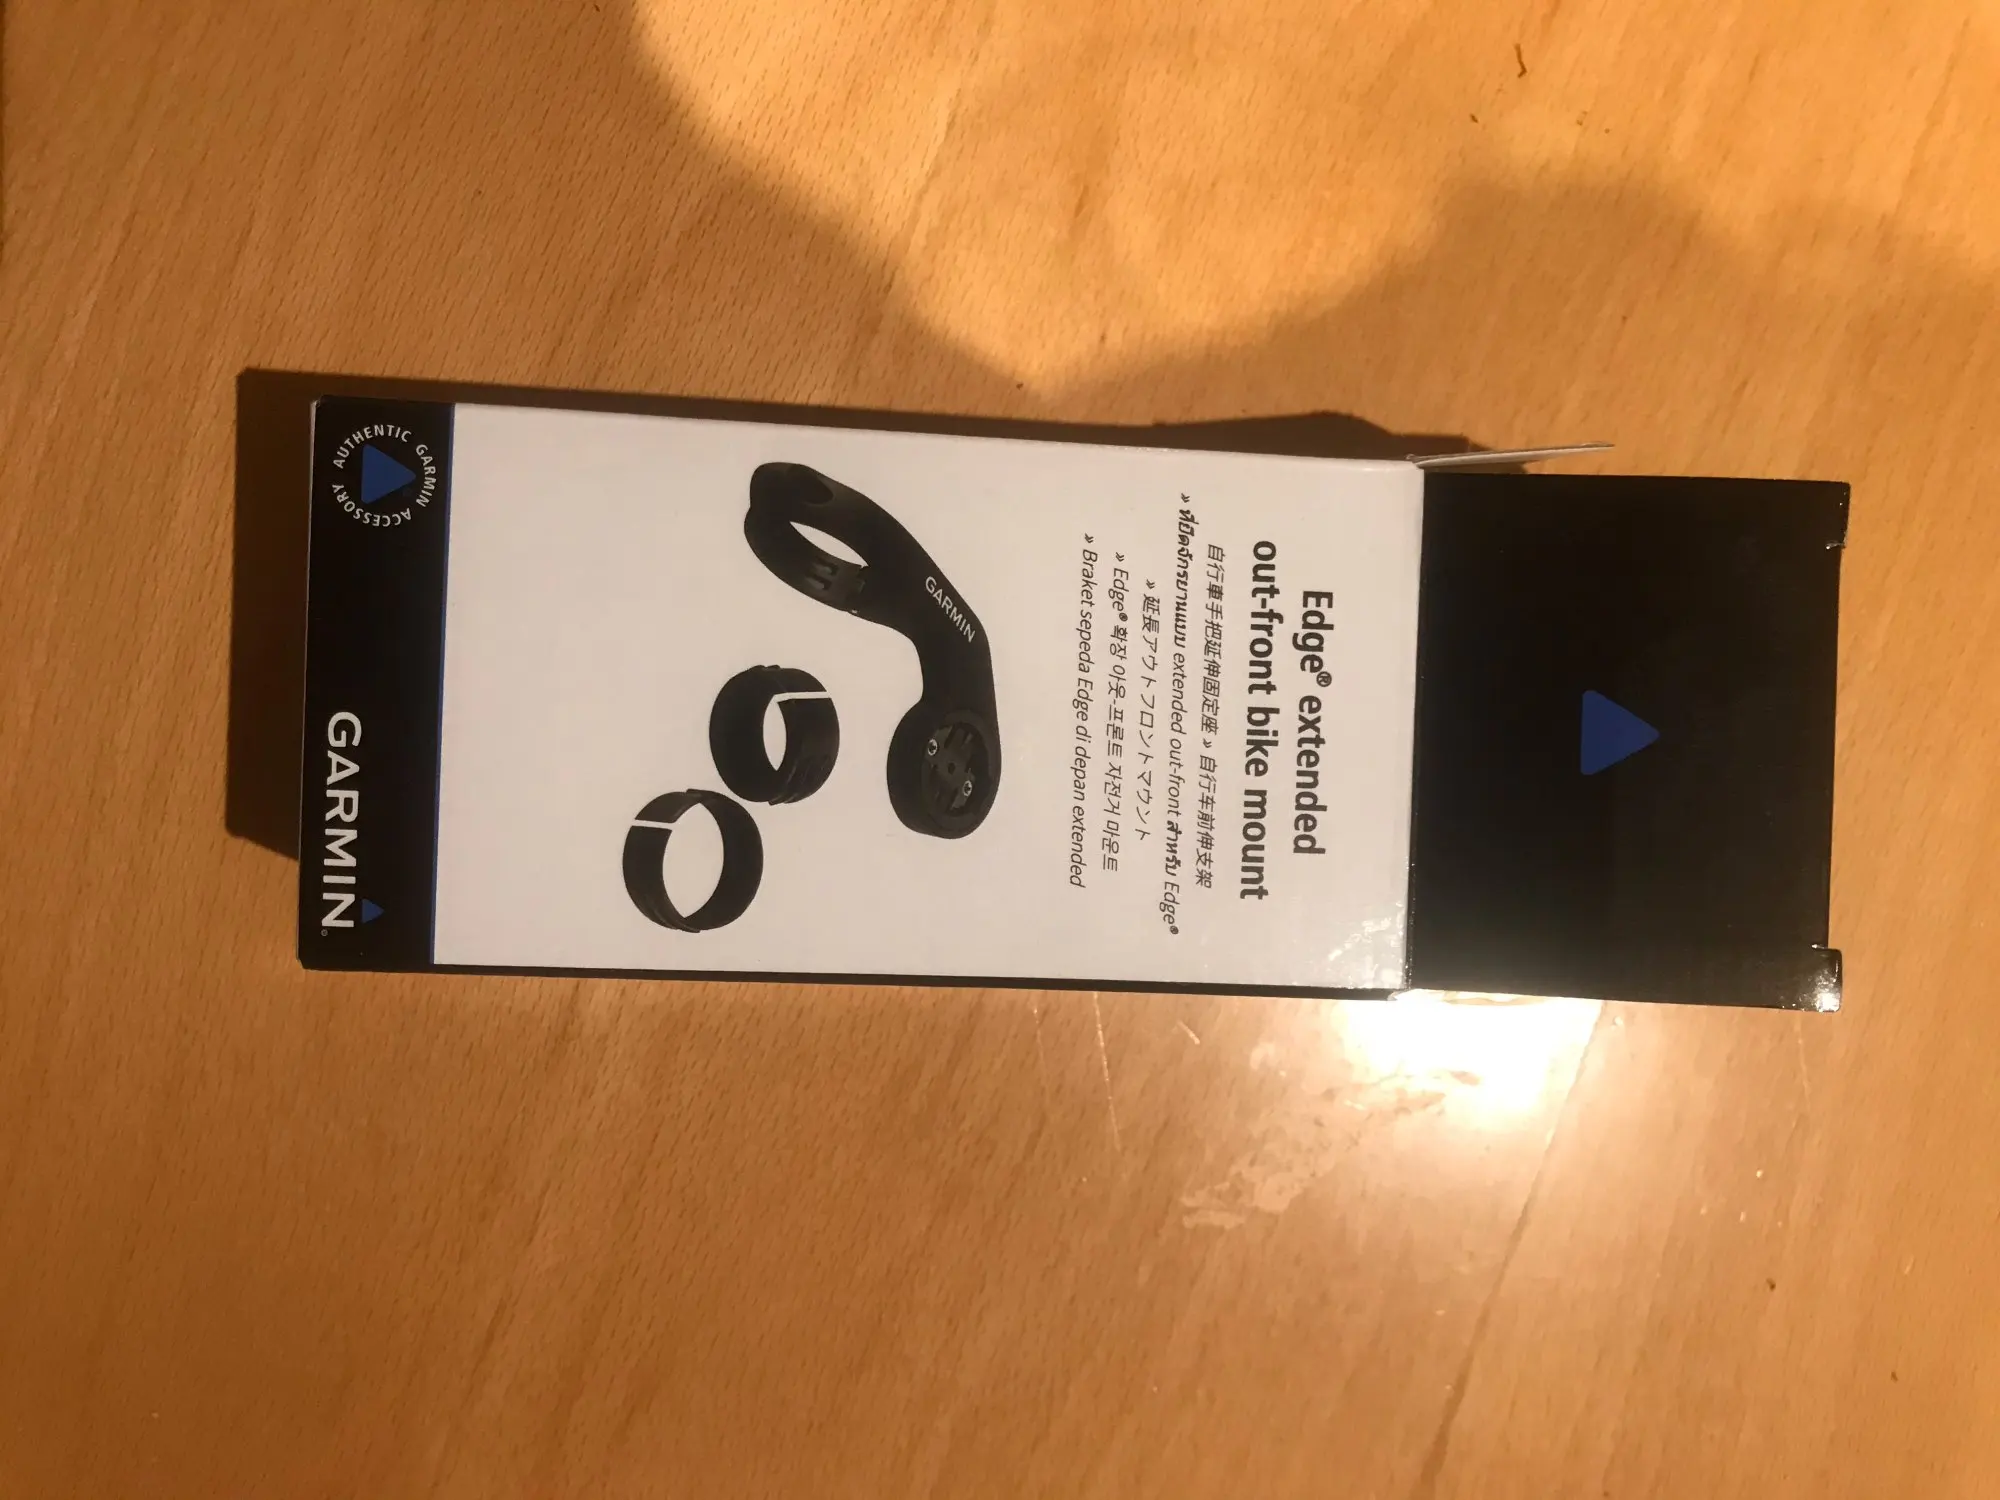 Edge® extended
out-front bike mount
自行車手把延伸固定座 » 自行车前伸支架
» ที่ยึดจักรยานแบบ extended out-front สำหรับ Edge®
» 延長アウトフロントマウント
» Edge® 확장 아웃-프론트 자전거 마운트
» Braket sepeda Edge di depan extended
GARMIN
AUTHENTIC GARMIN ACCESSORY
GARMIN®